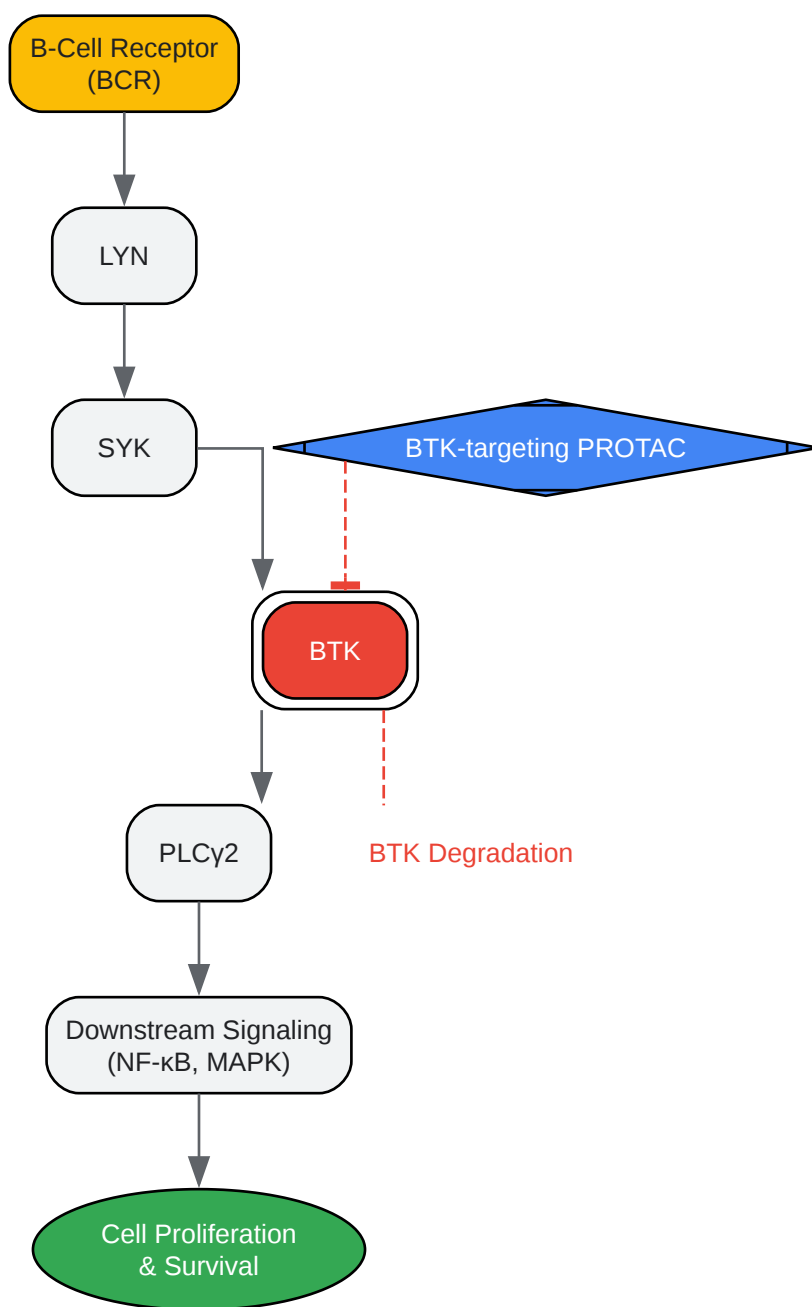 B-Cell Receptor
(BCR)
LYN
SYK
BTK-targeting PROTAC
BTK
PLCγ2
BTK Degradation
Downstream Signaling
(NF-κB, MAPK)
Cell Proliferation
& Survival